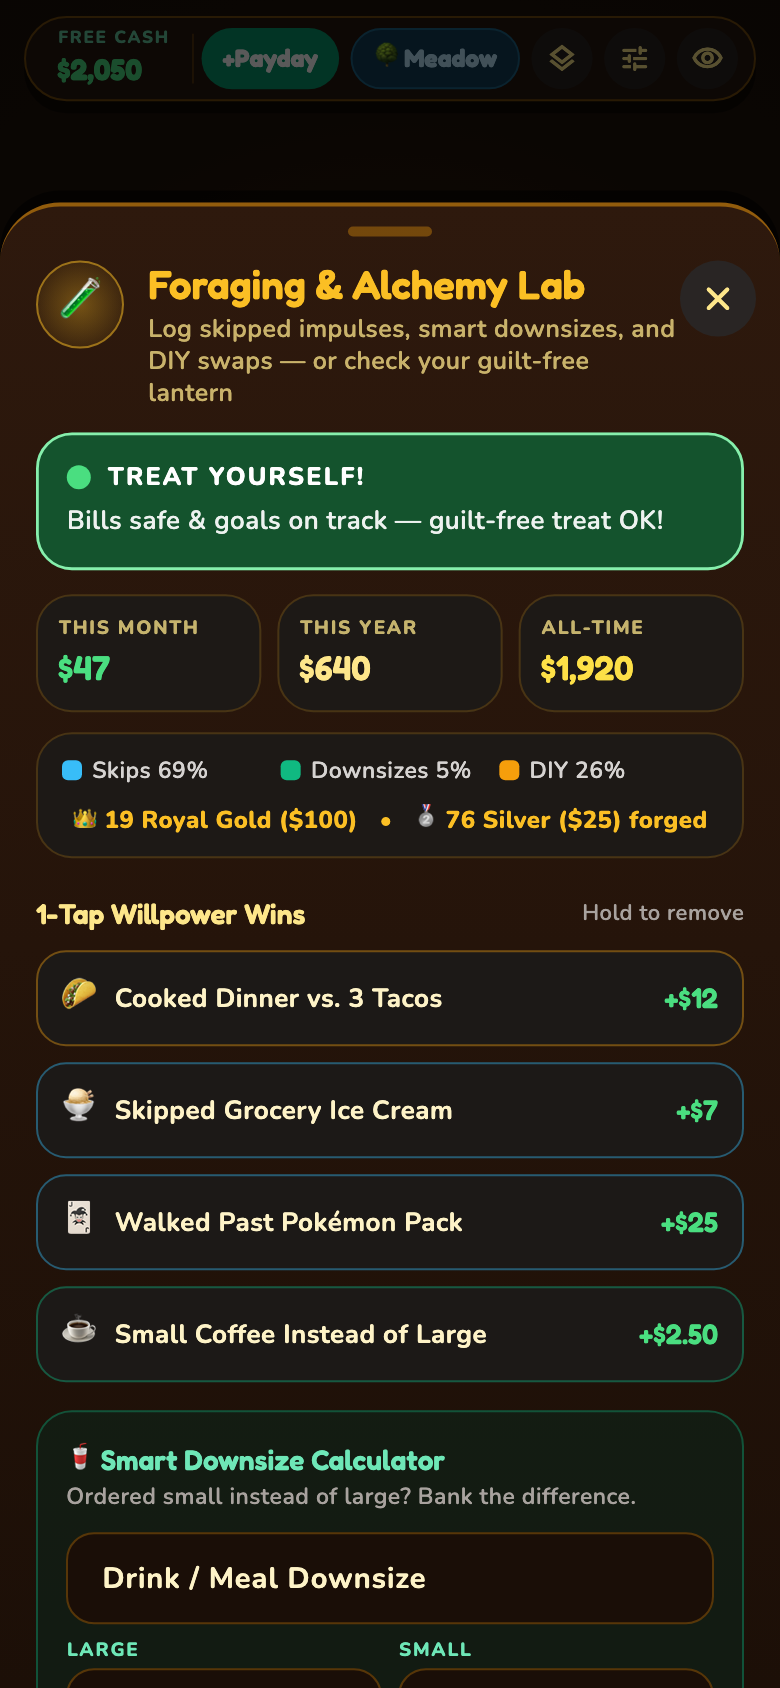 FREE CASH
$2,050
+Payday
Meadow
Foraging & Alchemy Lab
Log skipped impulses, smart downsizes, and
DIY swaps — or check your guilt-free
lantern
TREAT YOURSELF!
Bills safe & goals on track — guilt-free treat OK!
THIS MONTH
$47
THIS YEAR
$640
ALL-TIME
$1,920
Skips 69%
Downsizes 5%
DIY 26%
19 Royal Gold ($100) • 76 Silver ($25) forged
1-Tap Willpower Wins
Hold to remove
Cooked Dinner vs. 3 Tacos
+$12
Skipped Grocery Ice Cream
+$7
Walked Past Pokémon Pack
+$25
Small Coffee Instead of Large
+$2.50
Smart Downsize Calculator
Ordered small instead of large? Bank the difference.
Drink / Meal Downsize
LARGE
SMALL